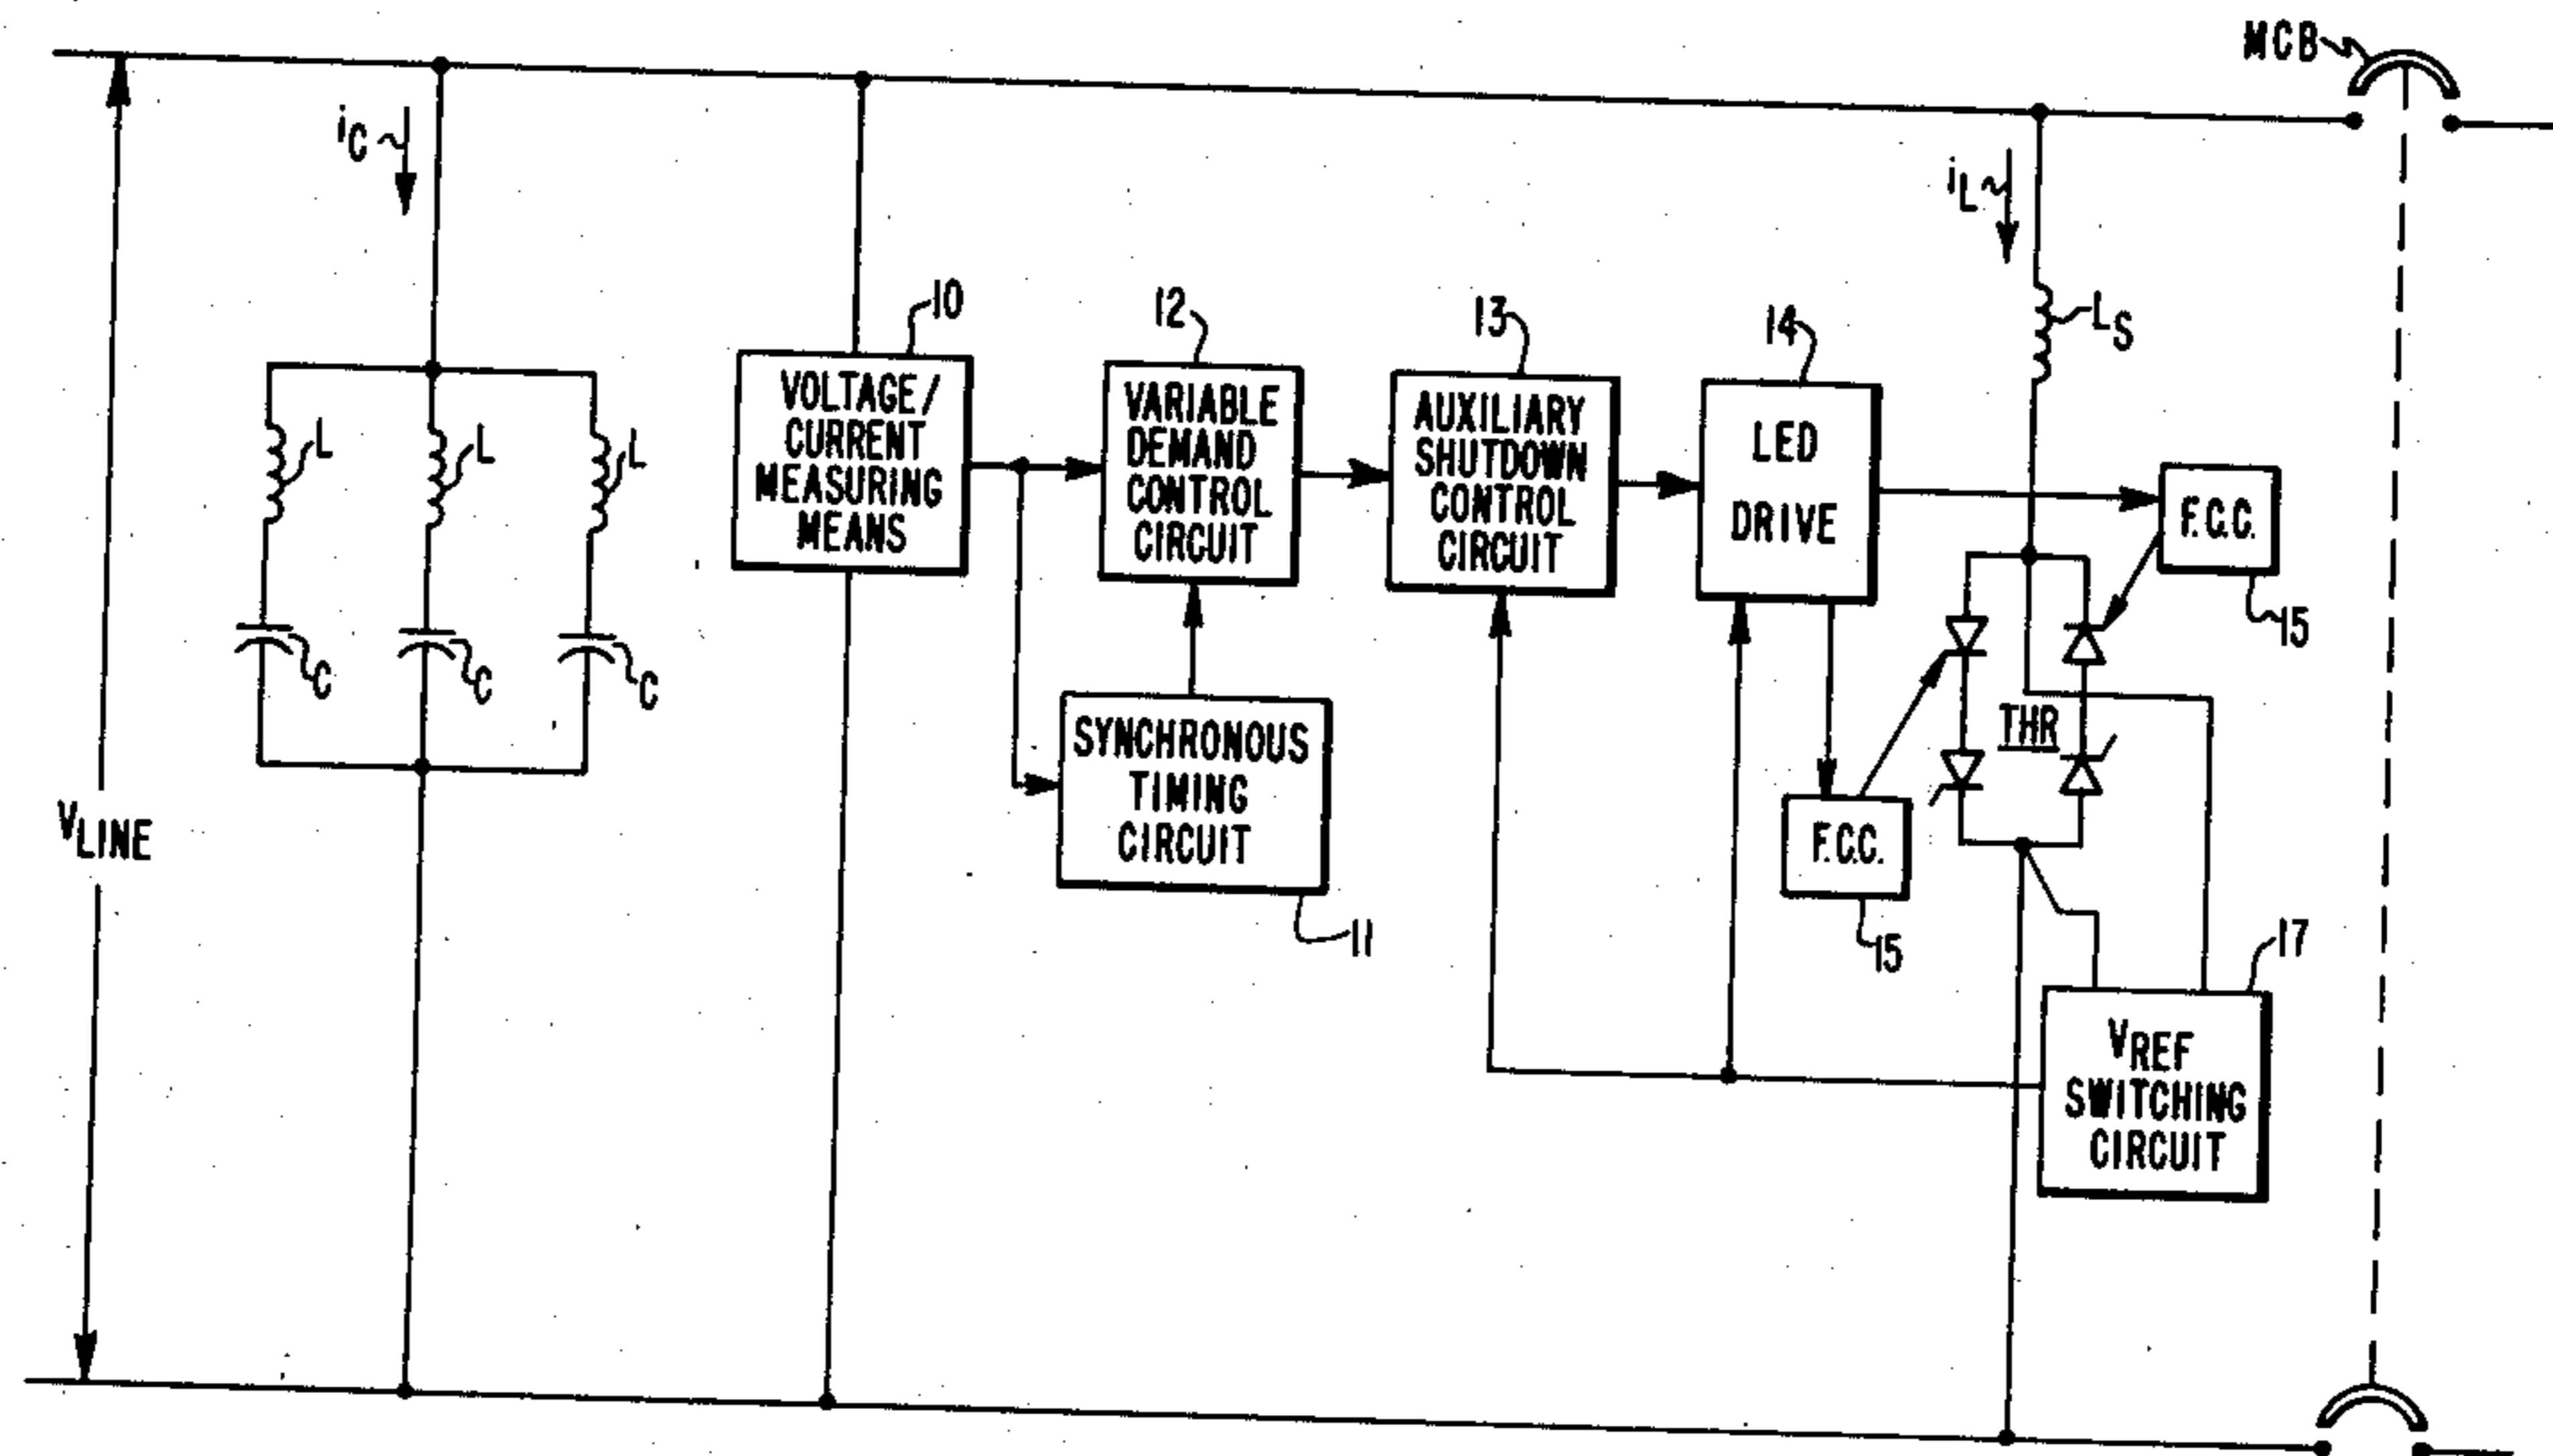 MCB
iC
iL
10
12
13
14
LS
VOLTAGE/
CURRENT
MEASURING
MEANS
VARIABLE
DEMAND
CONTROL
CIRCUIT
AUXILIARY
SHUTDOWN
CONTROL
CIRCUIT
LED
DRIVE
F.C.C.
15
L
L
L
C
C
C
THR
SYNCHRONOUS
TIMING
CIRCUIT
11
F.C.C.
15
VLINE
17
VREF
SWITCHING
CIRCUIT